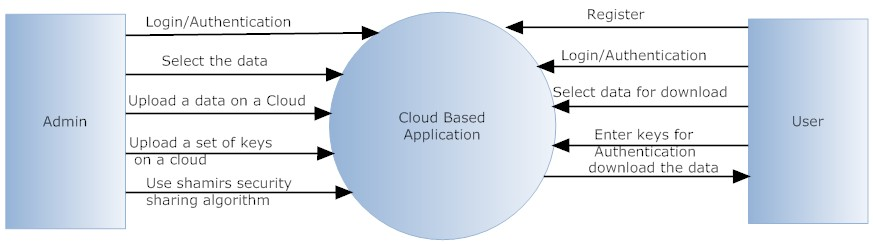 Login/Authentication
Select the data
Upload a data on a Cloud
Upload a set of keys
on a cloud
Use shamirs security
sharing algorithm
Admin
Cloud Based
Application
Register
Login/Authentication
Select data for download
Enter keys for
Authentication
download the data
User